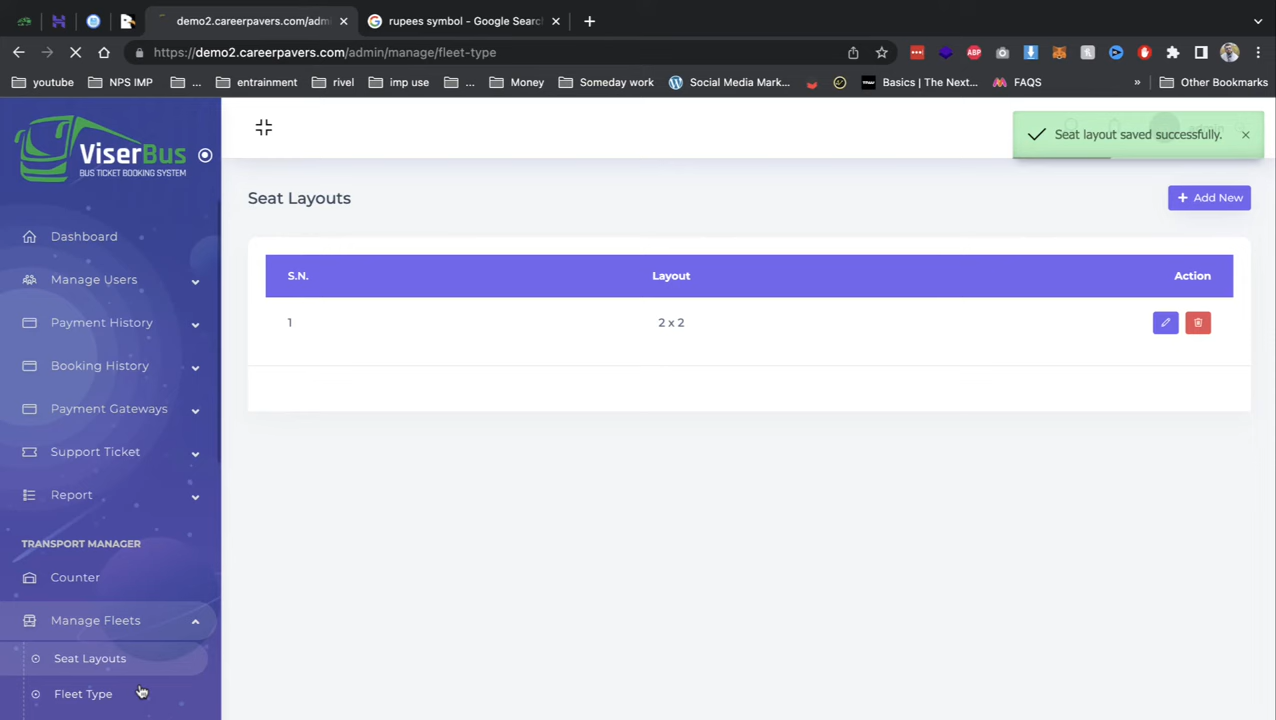 demo2.careerpavers.com/admi
rupees symbol - Google Search
https://demo2.careerpavers.com/admin/manage/fleet-type
youtube
NPS IMP
...
entrainment
rivel
imp use
...
Money
Someday work
Social Media Mark...
Basics | The Next...
FAQS
»
Other Bookmarks
ViserBus
BUS TICKET BOOKING SYSTEM
Seat layout saved successfully.
Seat Layouts
+ Add New
S.N. Layout Action
1 2 x 2
Dashboard
Manage Users
Payment History
Booking History
Payment Gateways
Support Ticket
Report
TRANSPORT MANAGER
Counter
Manage Fleets
Seat Layouts
Fleet Type